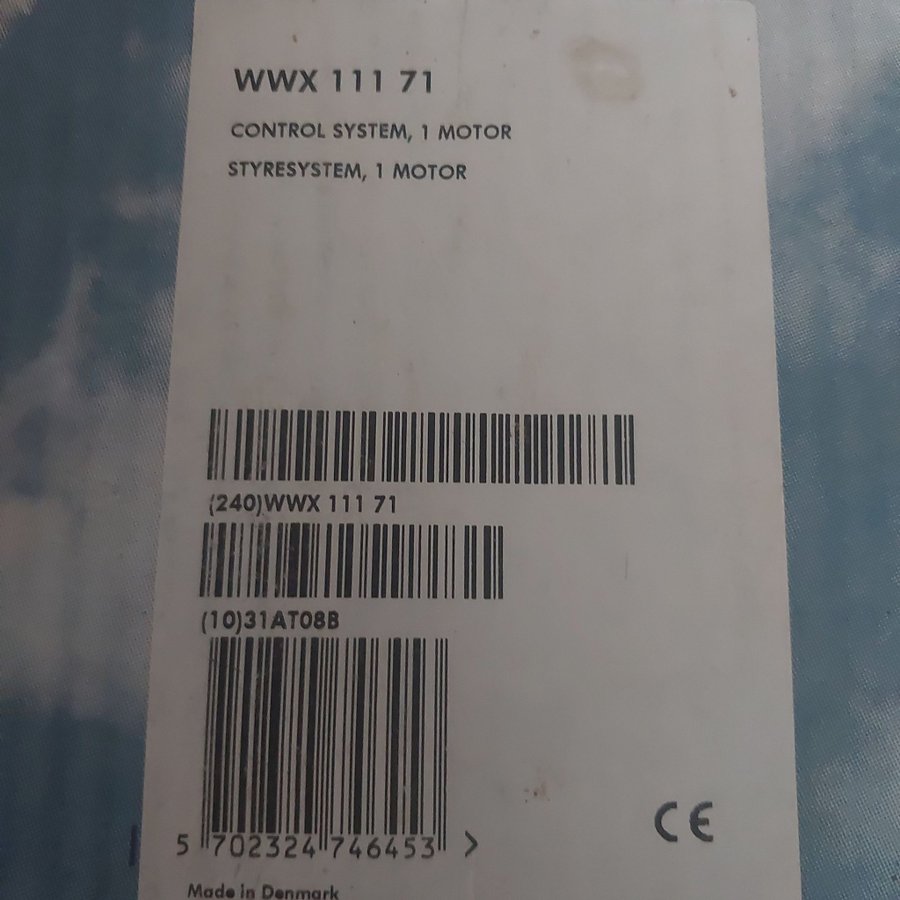 WWX 111 71
CONTROL SYSTEM, 1 MOTOR
STYRESYSTEM, 1 MOTOR
(240)WWX 111 71
(10)31AT08B
5 702324 746453 >
CE
Made in Denmark